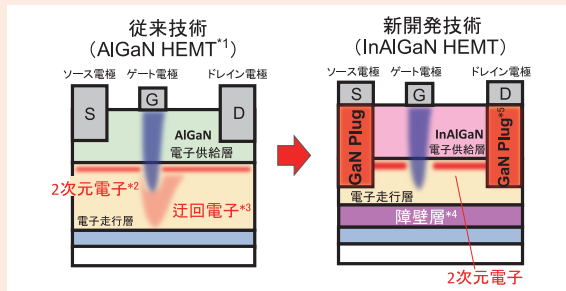 従来技術
(AlGaN HEMT*1)
ソース電極 ゲート電極 ドレイン電極
S
G
D
AlGaN
電子供給層
2次元電子*2
迂回電子*3
電子走行層
新開発技術
(InAlGaN HEMT)
ソース電極 ゲート電極 ドレイン電極
S
G
D
GaN Plug
InAlGaN
電子供給層
GaN Plug*5
電子走行層
障壁層*4
2次元電子